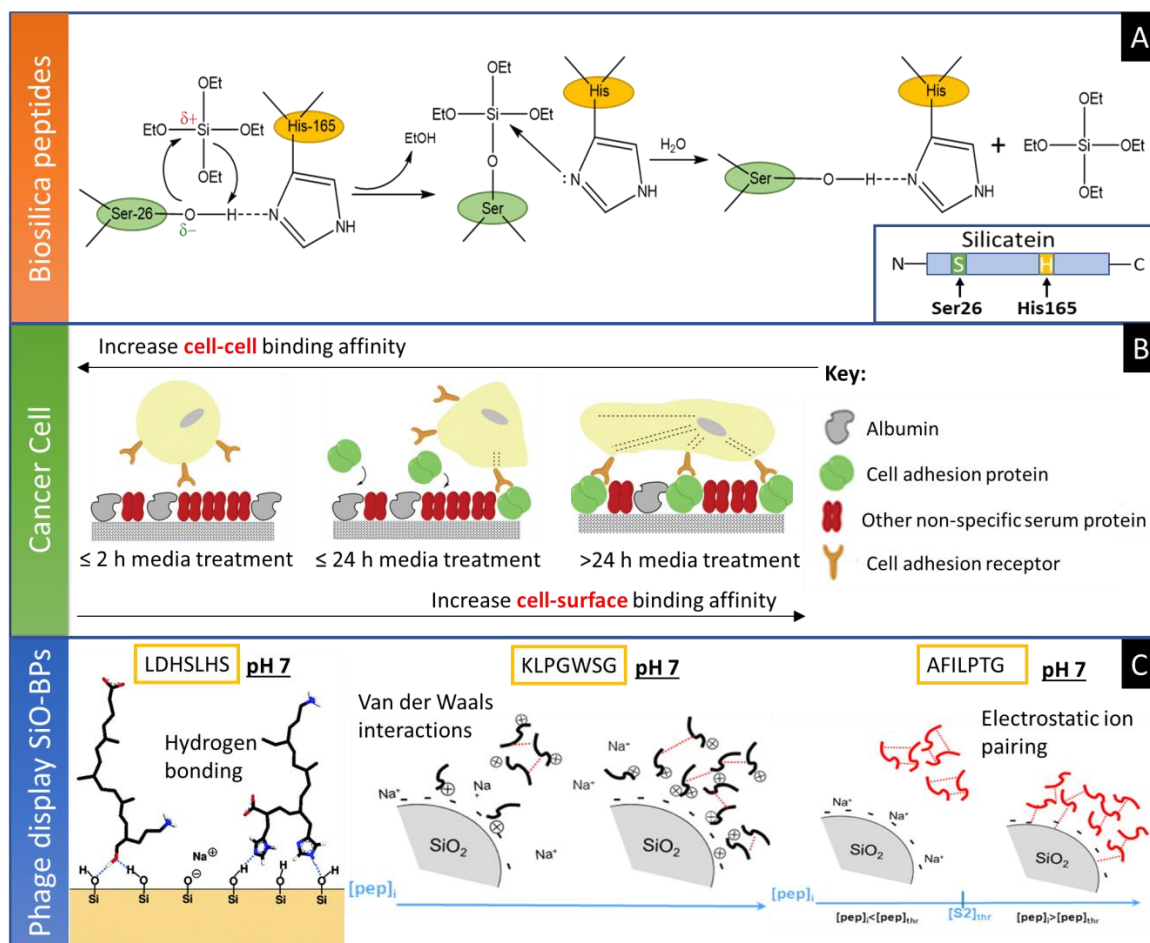 Biosilica peptides
A
OEt
δ+
EtO Si OEt
OEt
His-165
Ser-26 O H N
δ−
NH
EtOH
OEt
EtO Si OEt
O
Ser
His
:N
NH
H₂O
Ser O H N
His
NH
+
OEt
EtO Si OEt
OEt
Silicatein
N S H C
Ser26 His165
Cancer Cell
B
Increase cell-cell binding affinity
≤ 2 h media treatment
≤ 24 h media treatment
>24 h media treatment
Increase cell-surface binding affinity
Key:
Albumin
Cell adhesion protein
Other non-specific serum protein
Cell adhesion receptor
Phage display SiO-BPs
C
LDHSLHS pH 7
Hydrogen
bonding
Na⊕
H H H H H
O O O⊖ O O O
Si Si Si Si Si Si
KLPGWSG pH 7
Van der Waals
interactions
Na⁺ Na⁺ Na⁺ Na⁺
Na
+
Na⁺ Na⁺
SiO₂ SiO₂
[pep]ᵢ
AFILPTG pH 7
Electrostatic ion
pairing
Na⁺
Na⁺
SiO₂ SiO₂
[pep]ᵢ
[pep]ᵢ<[pep]thr [S2]thr [pep]ᵢ>[pep]thr